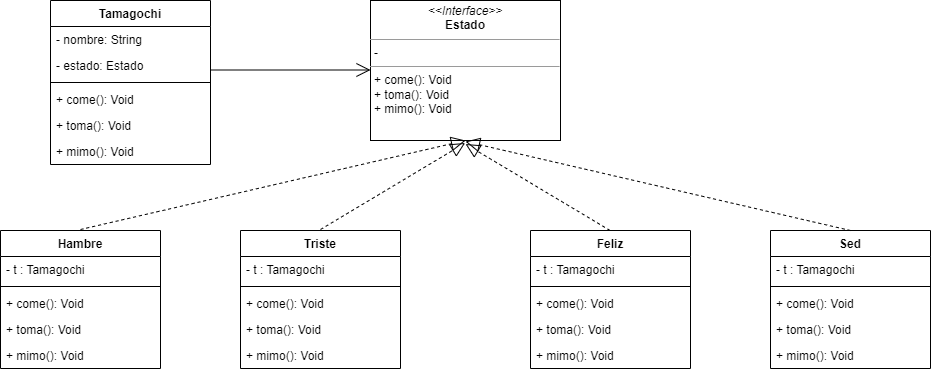 Tamagochi
- nombre: String
- estado: Estado
+ come(): Void
+ toma(): Void
+ mimo(): Void
<<Interface>>
Estado
-
+ come(): Void
+ toma(): Void
+ mimo(): Void
Hambre
- t : Tamagochi
+ come(): Void
+ toma(): Void
+ mimo(): Void
Triste
- t : Tamagochi
+ come(): Void
+ toma(): Void
+ mimo(): Void
Feliz
- t : Tamagochi
+ come(): Void
+ toma(): Void
+ mimo(): Void
Sed
- t : Tamagochi
+ come(): Void
+ toma(): Void
+ mimo(): Void